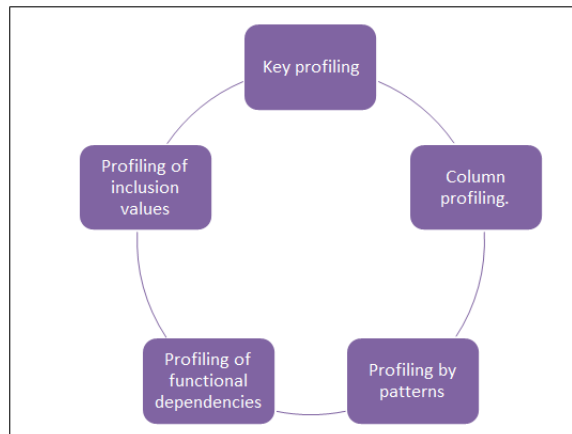 Key profiling
Column
profiling.
Profiling by
patterns
Profiling of
functional
dependencies
Profiling of
inclusion
values